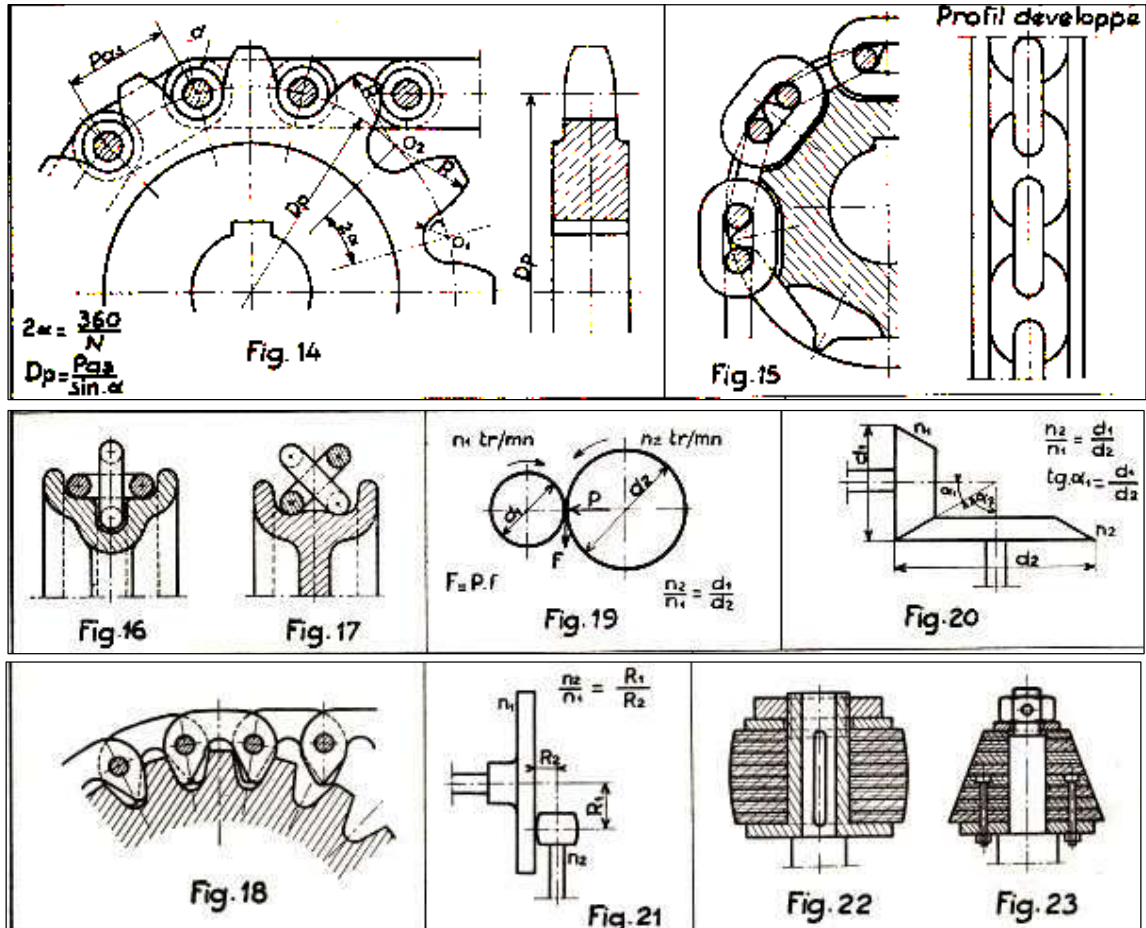 Pas
d
R
O2
Dp
R
2α
r
O1
2α = 360/N
Dp = Pas/sin.α
Fig. 14
Dp
Profil developpe
Fig.15
Fig.16
Fig.17
n1 tr/mn
n2 tr/mn
d1
d2
P
F
F= P.f
n2/n1 = d1/d2
Fig.19
n1
n2/n1 = d1/d2
d1
tg.α1 = d1/d2
α1
α2
n2
d2
Fig.20
Fig.18
n2/n1 = R1/R2
n1
R2
R1
n2
Fig.21
Fig.22
Fig.23